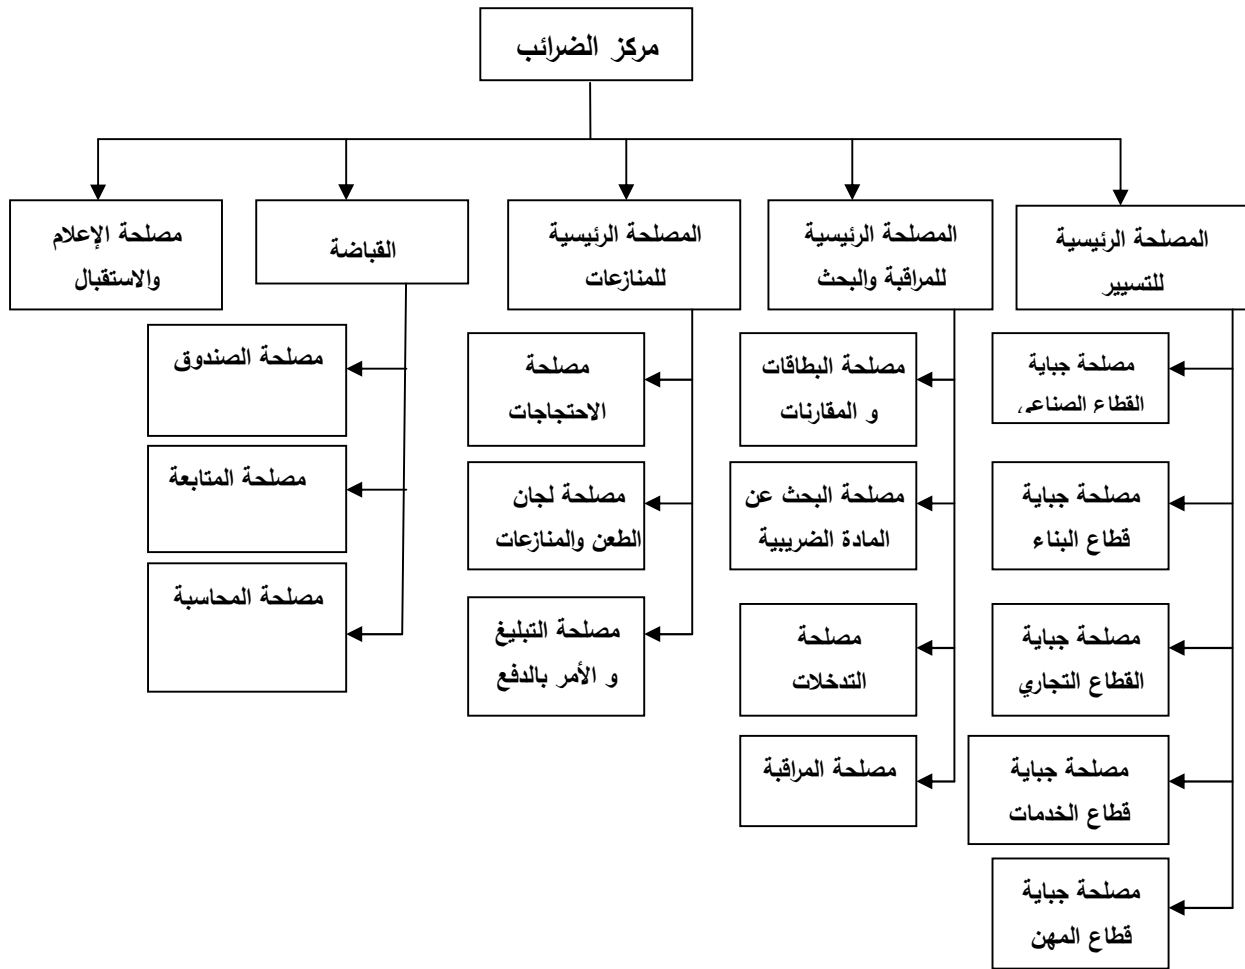 مركز الضرائب
المصلحة الرئيسية
للتسيير
المصلحة الرئيسية
للمراقبة والبحث
المصلحة الرئيسية
للمنازعات
القباضة
مصلحة الإعلام
والاستقبال
مصلحة جباية
القطاع الصناعي
مصلحة جباية
قطاع البناء
مصلحة جباية
القطاع التجاري
مصلحة جباية
قطاع الخدمات
مصلحة جباية
قطاع المهن
مصلحة البطاقات
و المقارنات
مصلحة البحث عن
المادة الضريبية
مصلحة
التدخلات
مصلحة المراقبة
مصلحة
الاحتجاجات
مصلحة لجان
الطعن والمنازعات
مصلحة التبليغ
و الأمر بالدفع
مصلحة الصندوق
مصلحة المتابعة
مصلحة المحاسبة